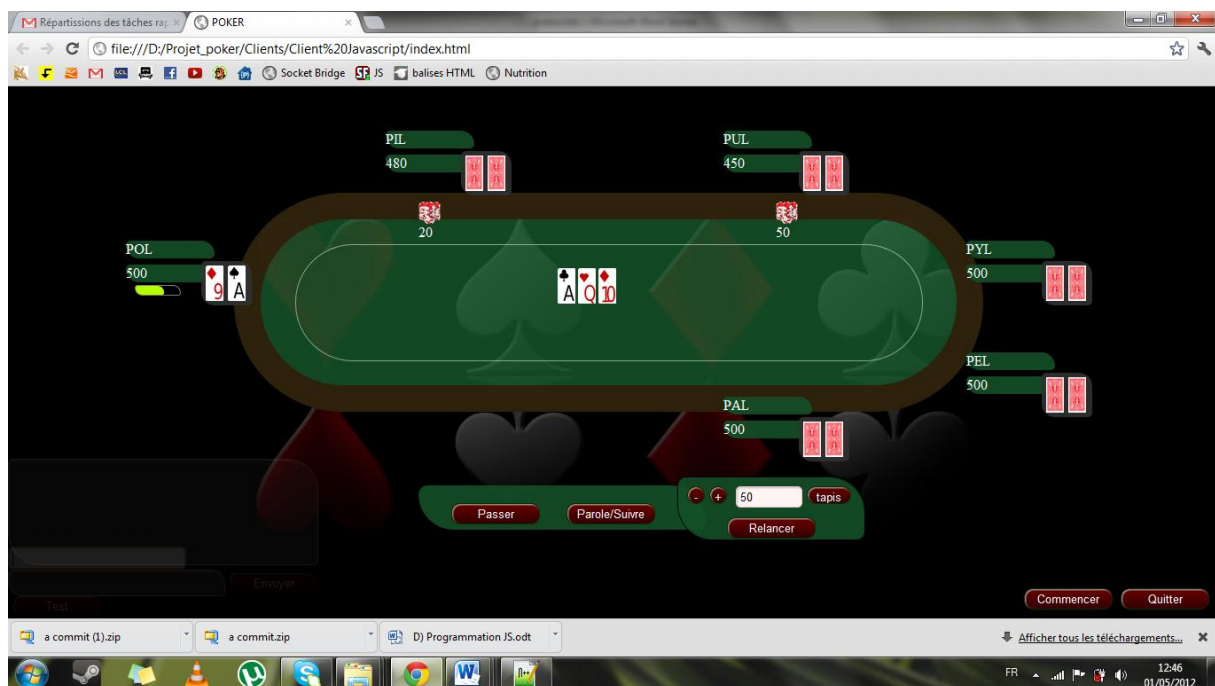 Répartissions des tâches rap
POKER
file:///D:/Projet_poker/Clients/Client%20Javascript/index.html
Socket Bridge JS balises HTML Nutrition
PIL
480
PUL
450
20
50
POL
500
9 A
A Q 10
PYL
500
PEL
500
PAL
500
- + 50 tapis
Passer Parole/Suivre
Relancer
Envoyer
Test
Commencer Quitter
a commit (1).zip a commit.zip D) Programmation JS.odt Afficher tous les téléchargements...
FR 12:46
01/05/2012